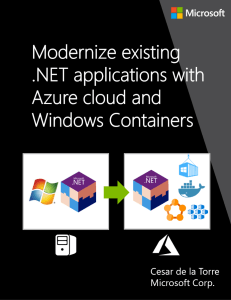 Microsoft
Modernize existing
.NET applications with
Azure cloud and
Windows Containers
.NET
.NET
Cesar de la Torre
Microsoft Corp.